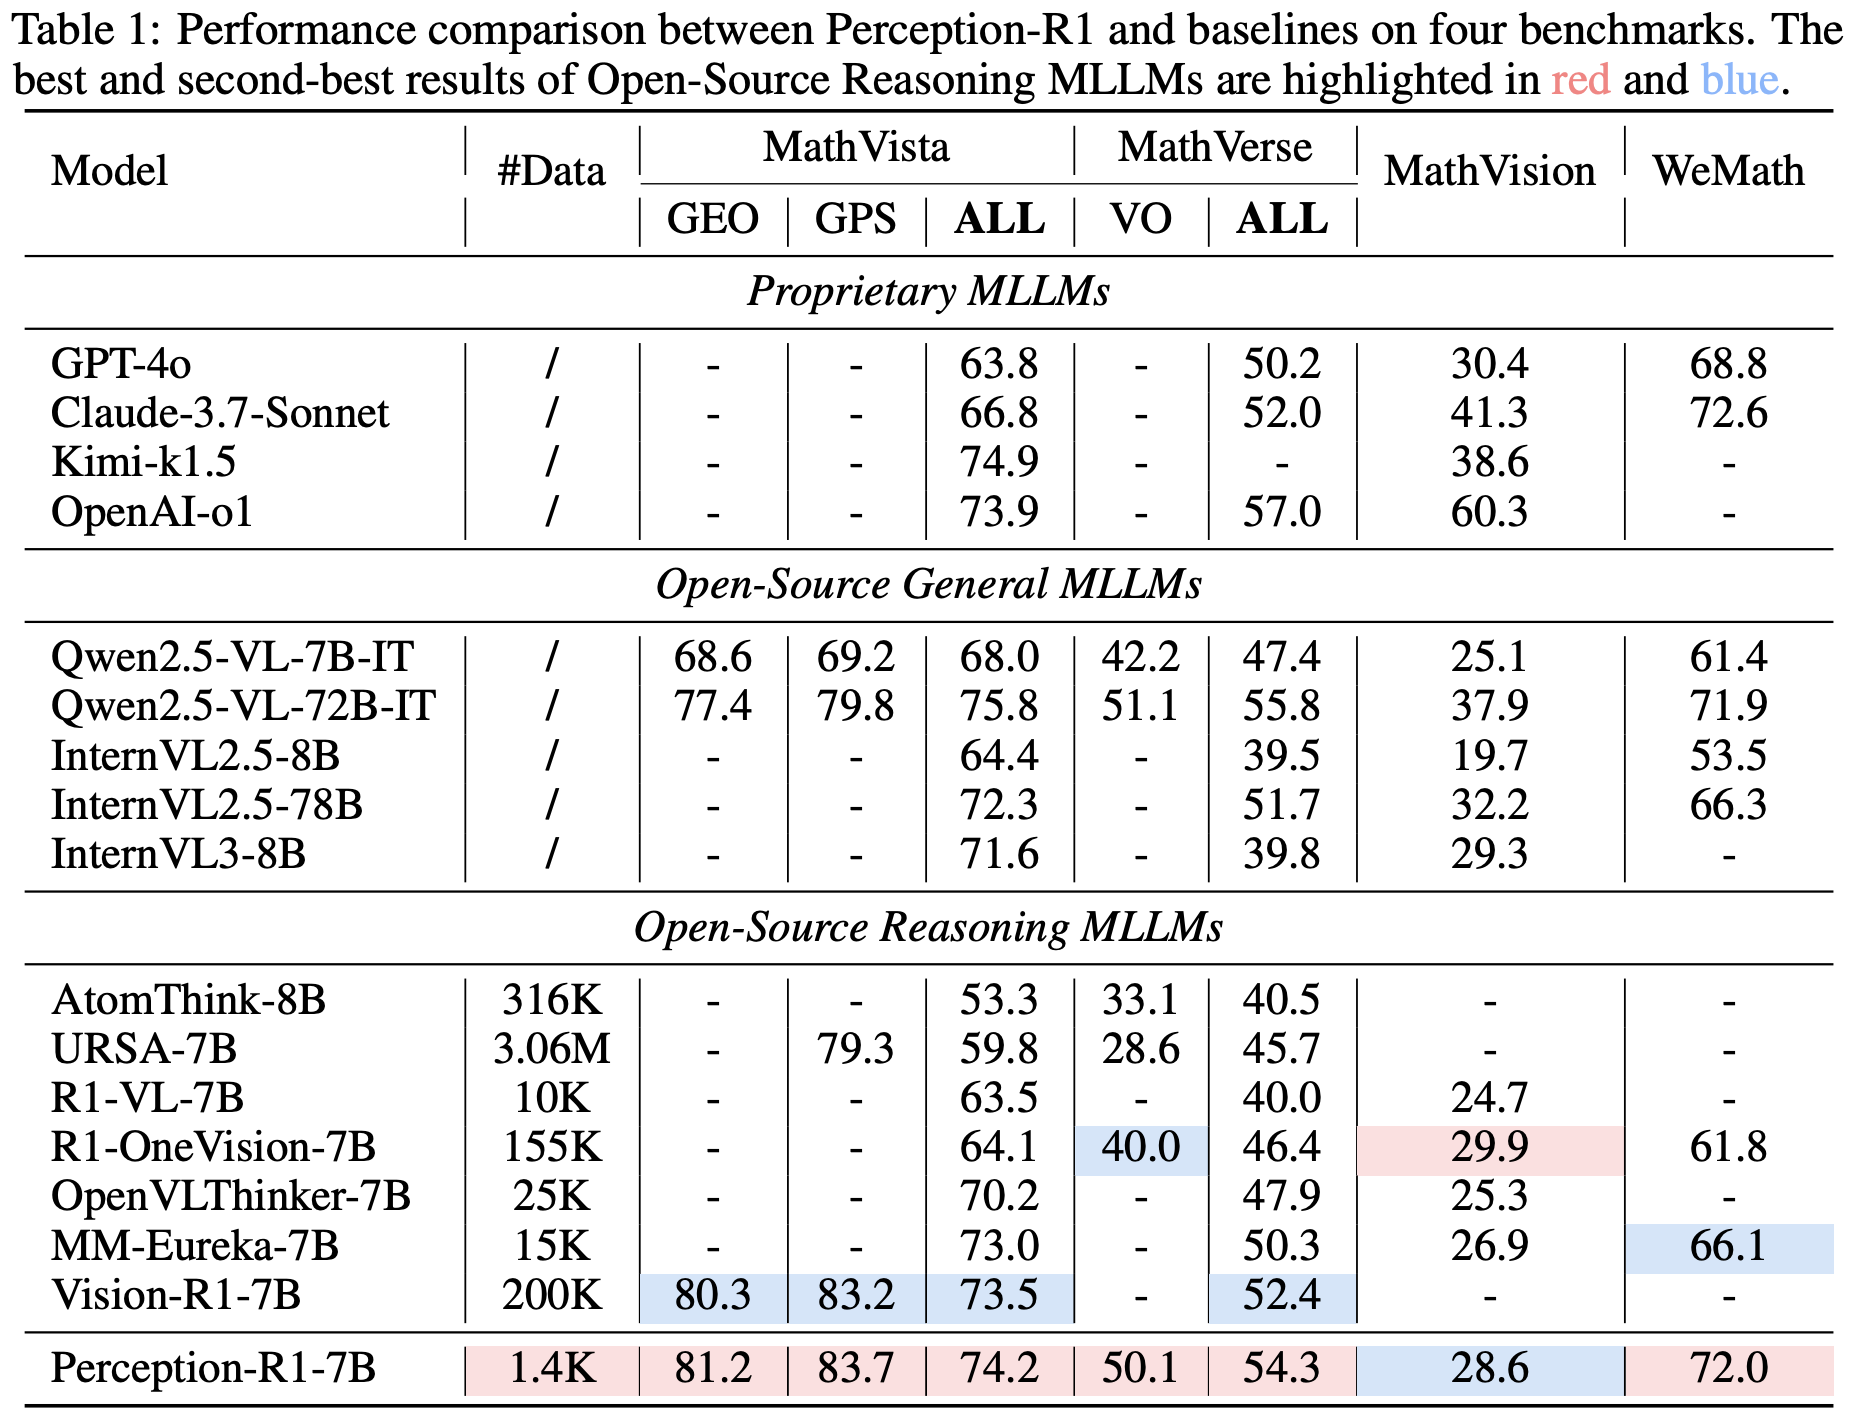 Table 1: Performance comparison between Perception-R1 and baselines on four benchmarks. The
best and second-best results of Open-Source Reasoning MLLMs are highlighted in red and blue.
Model #Data MathVista MathVerse MathVision WeMath
GEO GPS ALL VO ALL
Proprietary MLLMs
GPT-4o / - - 63.8 - 50.2 30.4 68.8
Claude-3.7-Sonnet / - - 66.8 - 52.0 41.3 72.6
Kimi-k1.5 / - - 74.9 - - 38.6 -
OpenAI-o1 / - - 73.9 - 57.0 60.3 -
Open-Source General MLLMs
Qwen2.5-VL-7B-IT / 68.6 69.2 68.0 42.2 47.4 25.1 61.4
Qwen2.5-VL-72B-IT / 77.4 79.8 75.8 51.1 55.8 37.9 71.9
InternVL2.5-8B / - - 64.4 - 39.5 19.7 53.5
InternVL2.5-78B / - - 72.3 - 51.7 32.2 66.3
InternVL3-8B / - - 71.6 - 39.8 29.3 -
Open-Source Reasoning MLLMs
AtomThink-8B 316K - - 53.3 33.1 40.5 - -
URSA-7B 3.06M - 79.3 59.8 28.6 45.7 - -
R1-VL-7B 10K - - 63.5 - 40.0 24.7 -
R1-OneVision-7B 155K - - 64.1 40.0 46.4 29.9 61.8
OpenVLThinker-7B 25K - - 70.2 - 47.9 25.3 -
MM-Eureka-7B 15K - - 73.0 - 50.3 26.9 66.1
Vision-R1-7B 200K 80.3 83.2 73.5 - 52.4 - -
Perception-R1-7B 1.4K 81.2 83.7 74.2 50.1 54.3 28.6 72.0